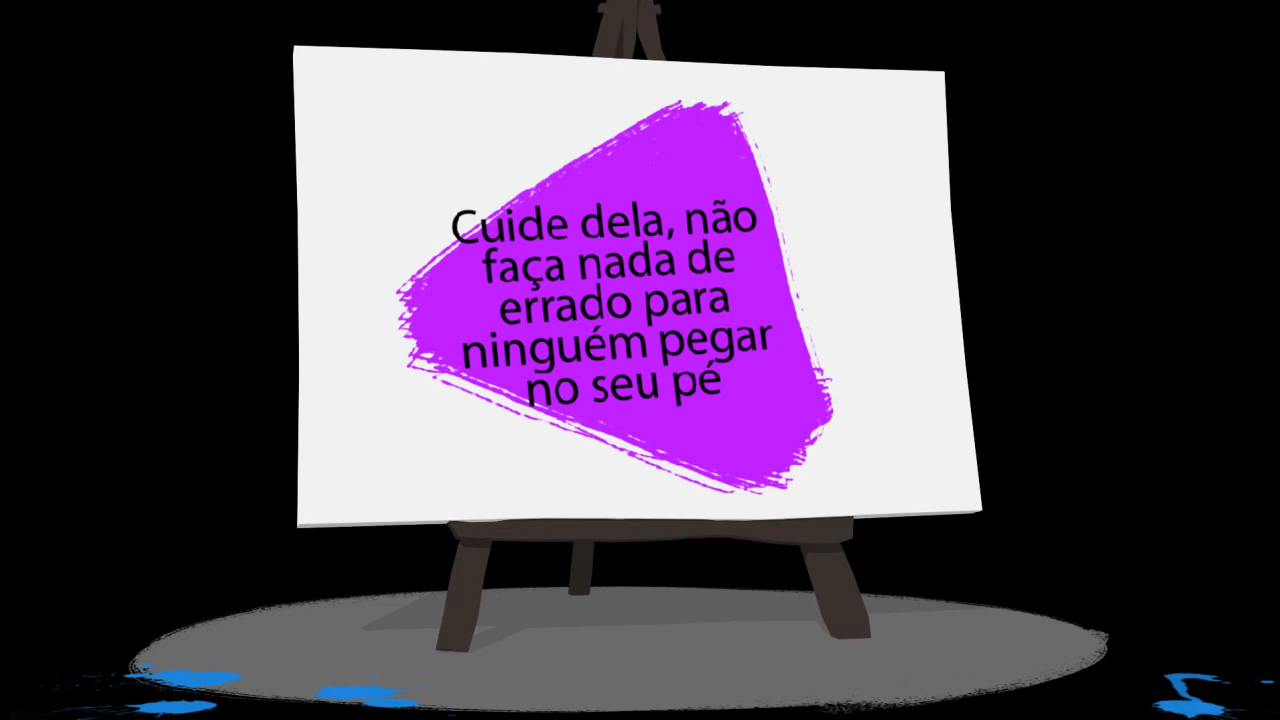 Cuide dela, não
faça nada de
errado para
ninguém pegar
no seu pé